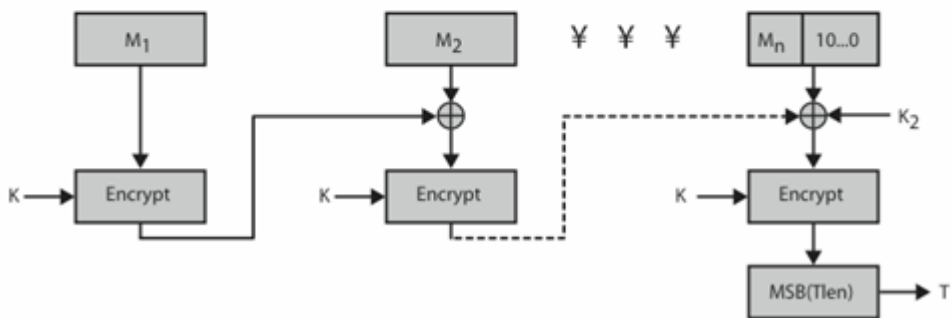 M1 M2 ¥ ¥ ¥ Mn 10...0
K2
K Encrypt K Encrypt K Encrypt
MSB(Tlen) T